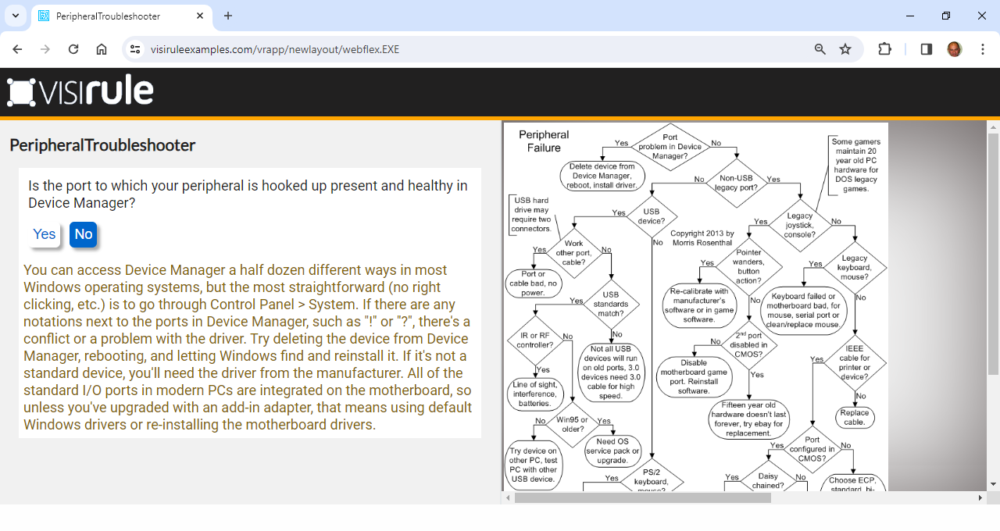 PeripheralTroubleshooter
visiruleexamples.com/vrapp/newlayout/webflex.EXE
VISIrule
PeripheralTroubleshooter
Is the port to which your peripheral is hooked up present and healthy in
Device Manager?
Yes
No
You can access Device Manager a half dozen different ways in most
Windows operating systems, but the most straightforward (no right
clicking, etc.) is to go through Control Panel > System. If there are any
notations next to the ports in Device Manager, such as "!" or "?", there's a
conflict or a problem with the driver. Try deleting the device from Device
Manager, rebooting, and letting Windows find and reinstall it. If it's not a
standard device, you'll need the driver from the manufacturer. All of the
standard I/O ports in modern PCs are integrated on the motherboard, so
unless you've upgraded with an add-in adapter, that means using default
Windows drivers or re-installing the motherboard drivers.
Peripheral
Failure
Yes
Port
problem in Device
Manager?
No
Some gamers
maintain 20
year old PC
hardware for
DOS legacy
games.
Delete device from
Device Manager,
reboot, install driver.
No
Non-USB
legacy port?
Yes
USB hard
drive may
require two
connectors.
Yes
USB
device?
No
Yes
Legacy
joystick,
console?
No
Copyright 2013 by
Morris Rosenthal
Yes
Work
other port,
cable?
No
Yes
Pointer
wanders,
button
action?
No
Yes
Legacy
keyboard,
mouse?
No
Port or
cable bad, no
power.
Yes
USB
standards
match?
No
Re-calibrate with
manufacturer's
software or in game
software.
Keyboard failed or
motherboard bad, for
mouse, serial port or
clean/replace mouse.
IR or RF
controller?
No
Yes
Not all USB
devices will run
on old ports, 3.0
devices need 3.0
cable for high
speed.
No
2nd port
disabled in
CMOS?
Yes
Yes
IEEE
cable for
printer or
device?
No
Disable
motherboard game
port. Reinstall
software.
Line of sight,
interference,
batteries.
Fifteen year old
hardware doesn't last
forever, try ebay for
replacement.
Replace
cable.
No
Win95 or
older?
Yes
Yes
Port
configured in
CMOS?
No
Try device on
other PC, test
PC with other
USB device.
Need OS
service pack or
upgrade.
Yes
PS/2
keyboard,
mouse?
Yes
Daisy
chained?
No
Choose ECP,
standard, bi-